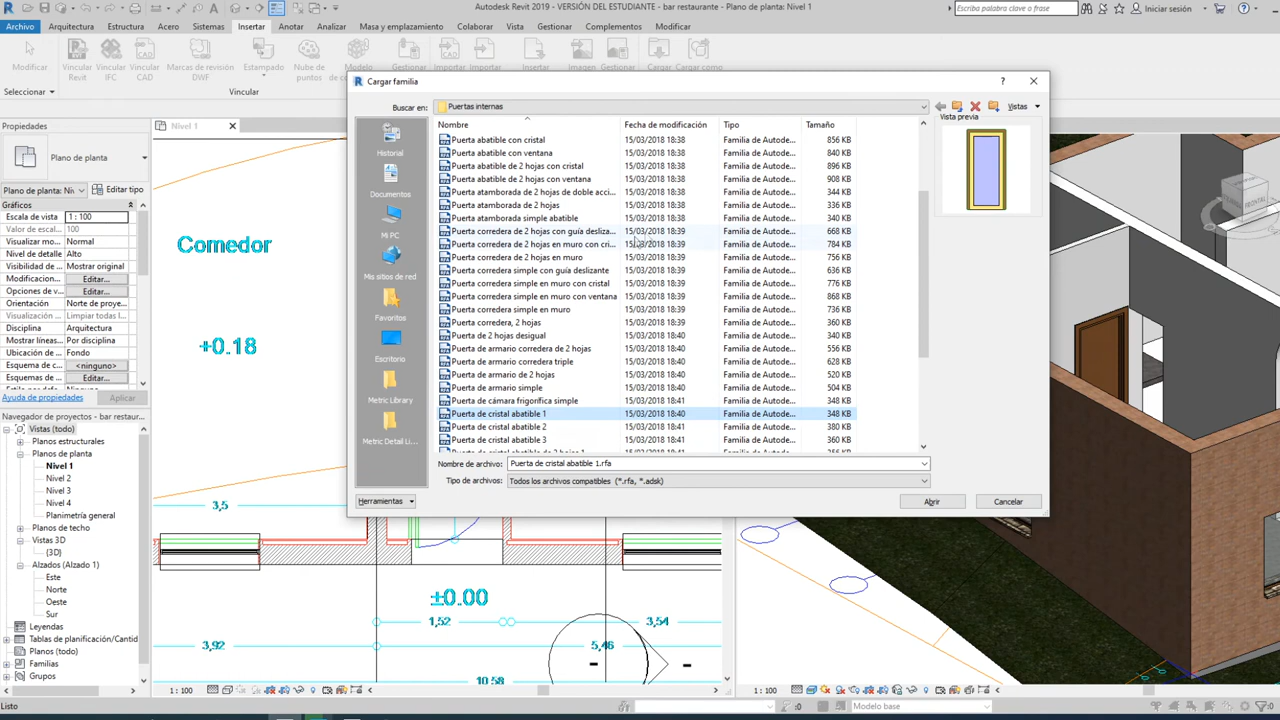 Autodesk Revit 2019 - VERSIÓN DEL ESTUDIANTE - bar restaurante - Plano de planta: Nivel 1
Escriba palabra clave o frase
Iniciar sesión
Archivo Arquitectura Estructura Acero Sistemas Insertar Anotar Analizar Masa y emplazamiento Colaborar Vista Gestionar Complementos Modificar
Modificar
Vincular Revit
Vincular IFC
Vincular CAD
Marcas de revisión DWF
Estampado
Nube de puntos
Seleccionar
Vincular
Cargar familia
Buscar en: Puertas internas
Vistas
Nombre Fecha de modificación Tipo Tamaño
Vista previa
Puerta abatible con cristal 15/03/2018 18:38 Familia de Autode... 856 KB
Puerta abatible con ventana 15/03/2018 18:38 Familia de Autode... 840 KB
Puerta abatible de 2 hojas con cristal 15/03/2018 18:38 Familia de Autode... 896 KB
Puerta abatible de 2 hojas con ventana 15/03/2018 18:38 Familia de Autode... 908 KB
Puerta atamborada de 2 hojas de doble acci... 15/03/2018 18:38 Familia de Autode... 344 KB
Puerta atamborada de 2 hojas 15/03/2018 18:38 Familia de Autode... 336 KB
Puerta atamborada simple abatible 15/03/2018 18:38 Familia de Autode... 340 KB
Puerta corredera de 2 hojas con guía desliza... 15/03/2018 18:39 Familia de Autode... 668 KB
Puerta corredera de 2 hojas en muro con cri... 15/03/2018 18:39 Familia de Autode... 784 KB
Puerta corredera de 2 hojas en muro 15/03/2018 18:39 Familia de Autode... 756 KB
Puerta corredera simple con guía deslizante 15/03/2018 18:39 Familia de Autode... 636 KB
Puerta corredera simple en muro con cristal 15/03/2018 18:39 Familia de Autode... 776 KB
Puerta corredera simple en muro con ventana 15/03/2018 18:39 Familia de Autode... 868 KB
Puerta corredera simple en muro 15/03/2018 18:39 Familia de Autode... 736 KB
Puerta corredera, 2 hojas 15/03/2018 18:39 Familia de Autode... 360 KB
Puerta de 2 hojas desigual 15/03/2018 18:40 Familia de Autode... 340 KB
Puerta de armario corredera de 2 hojas 15/03/2018 18:40 Familia de Autode... 556 KB
Puerta de armario corredera triple 15/03/2018 18:40 Familia de Autode... 628 KB
Puerta de armario de 2 hojas 15/03/2018 18:40 Familia de Autode... 520 KB
Puerta de armario simple 15/03/2018 18:40 Familia de Autode... 504 KB
Puerta de cámara frigorífica simple 15/03/2018 18:41 Familia de Autode... 348 KB
Puerta de cristal abatible 1 15/03/2018 18:40 Familia de Autode... 348 KB
Puerta de cristal abatible 2 15/03/2018 18:41 Familia de Autode... 380 KB
Puerta de cristal abatible 3 15/03/2018 18:41 Familia de Autode... 360 KB
Historial
Documentos
Mi PC
Mis sitios de red
Favoritos
Escritorio
Metric Library
Metric Detail Li...
Nombre de archivo: Puerta de cristal abatible 1.rfa
Tipo de archivos: Todos los archivos compatibles (*.rfa, *.adsk)
Herramientas
Abrir
Cancelar
Propiedades
Plano de planta
Plano de planta: Niv
Editar tipo
Gráficos
Escala de vista 1 : 100
Valor de escala 100
Visualizar mo... Normal
Nivel de detalle Alto
Visibilidad de ... Mostrar original
Modificacione... Editar...
Opciones de v... Editar...
Orientación Norte de proye...
Visualización ... Limpiar todas l...
Disciplina Arquitectura
Mostrar líneas... Por disciplina
Ubicación de ... Fondo
Esquema de c... <ninguno>
Esquemas de ... Editar...
Ayuda de propiedades
Aplicar
Navegador de proyectos - bar restaur...
Vistas (todo)
Planos estructurales
Planos de planta
Nivel 1
Nivel 2
Nivel 3
Nivel 4
Planimetría general
Planos de techo
Vistas 3D
{3D}
Alzados (Alzado 1)
Este
Norte
Oeste
Sur
Leyendas
Tablas de planificación/Cantid
Planos (todo)
Familias
Grupos
Nivel 1
Comedor
+0.18
3,5
±0.00
1,52
3,54
3,92
5,46
10.58
FRONTAL
1 : 100
1 : 100
Listo
:0
Modelo base
:0